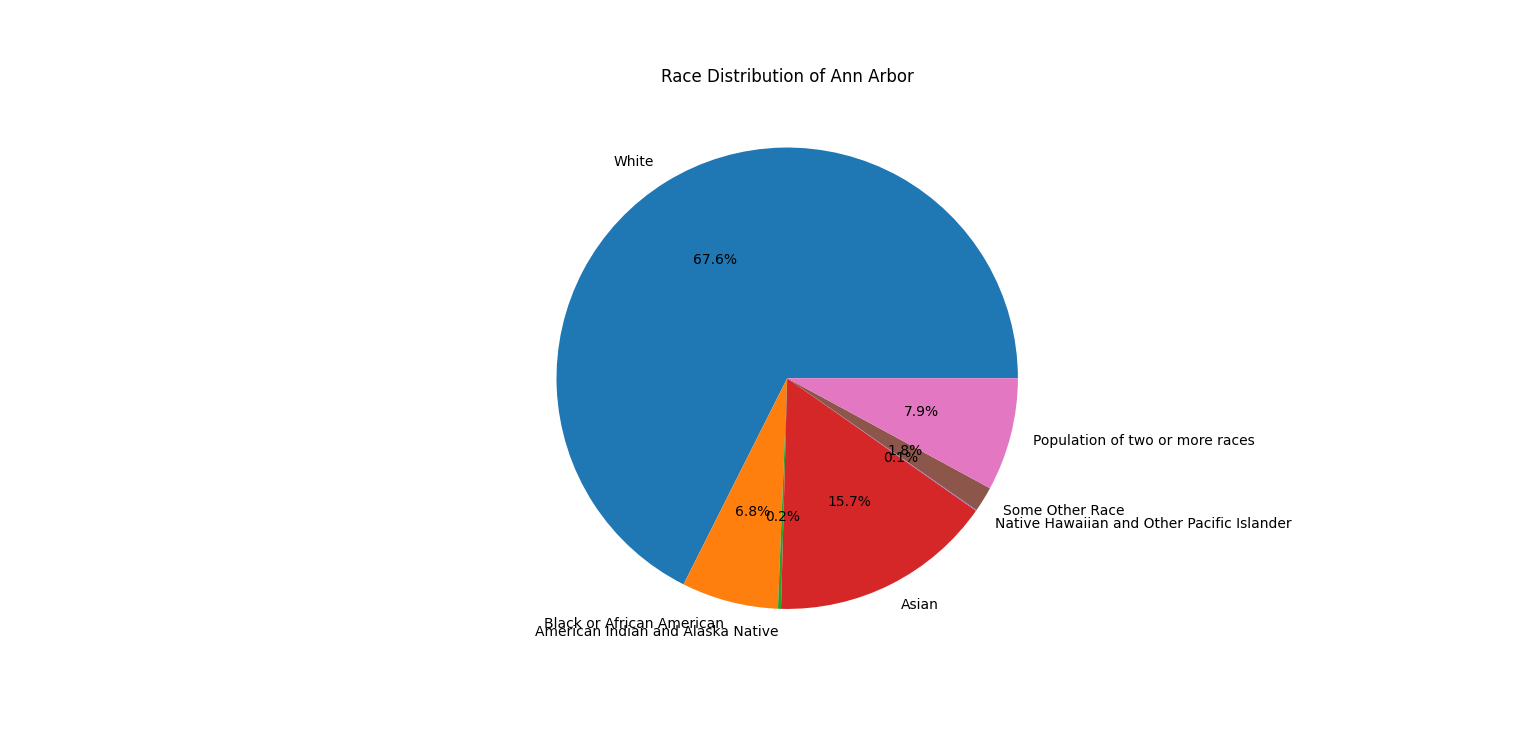 Race Distribution of Ann Arbor
White
67.6%
7.9%
Population of two or more races
1.8%
0.1%
15.7%
6.8%
0.2%
Some Other Race
Native Hawaiian and Other Pacific Islander
Asian
Black or African American
American Indian and Alaska Native